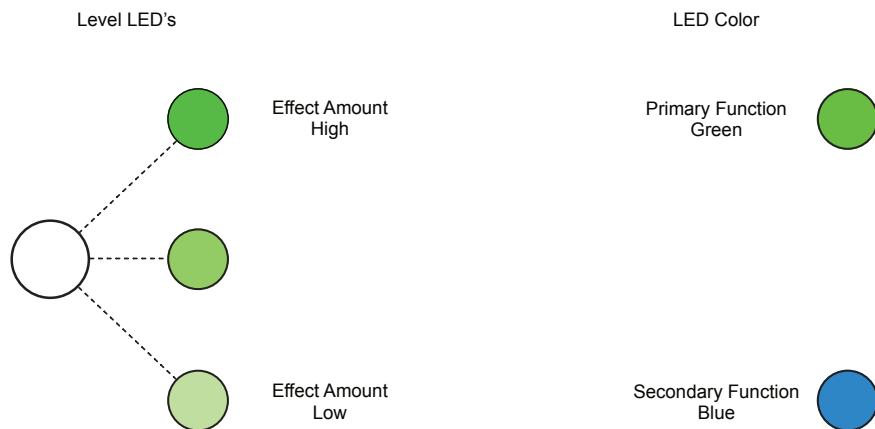 Level LED's
LED Color
Effect Amount
High
Primary Function
Green
Effect Amount
Low
Secondary Function
Blue